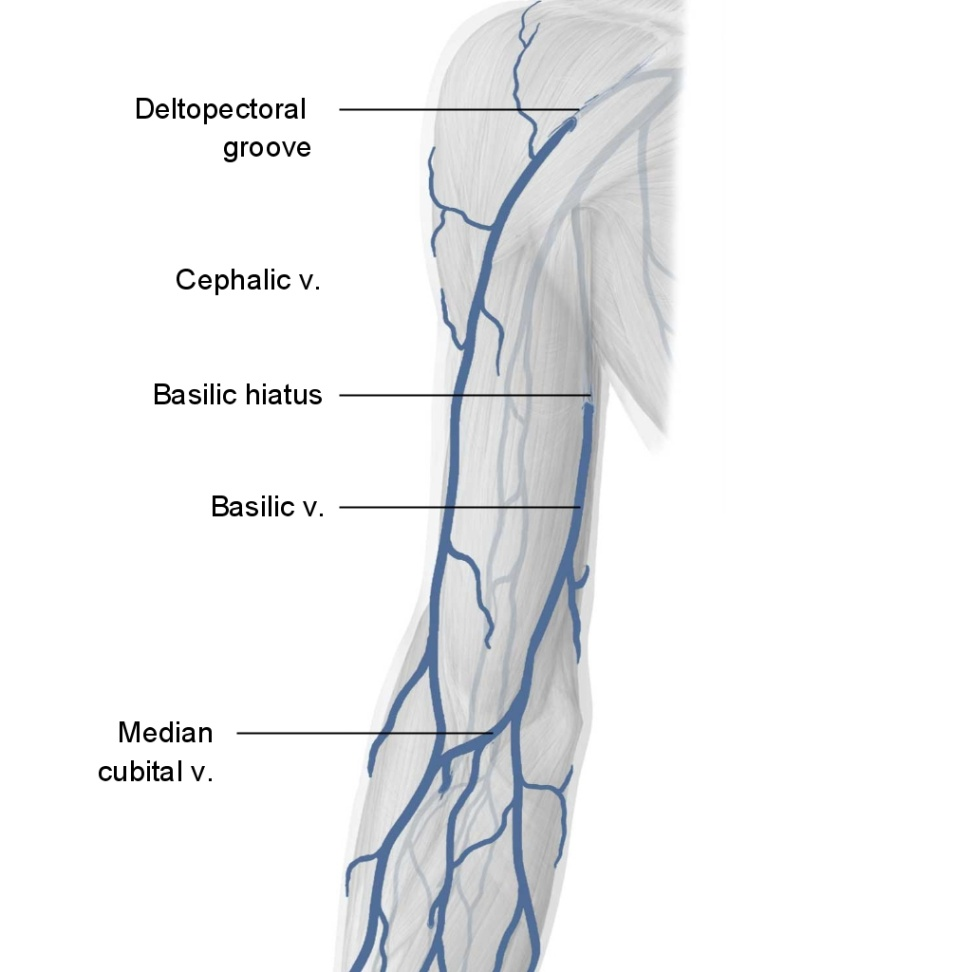 Deltopectoral
groove
Cephalic v.
Basilic hiatus
Basilic v.
Median
cubital v.